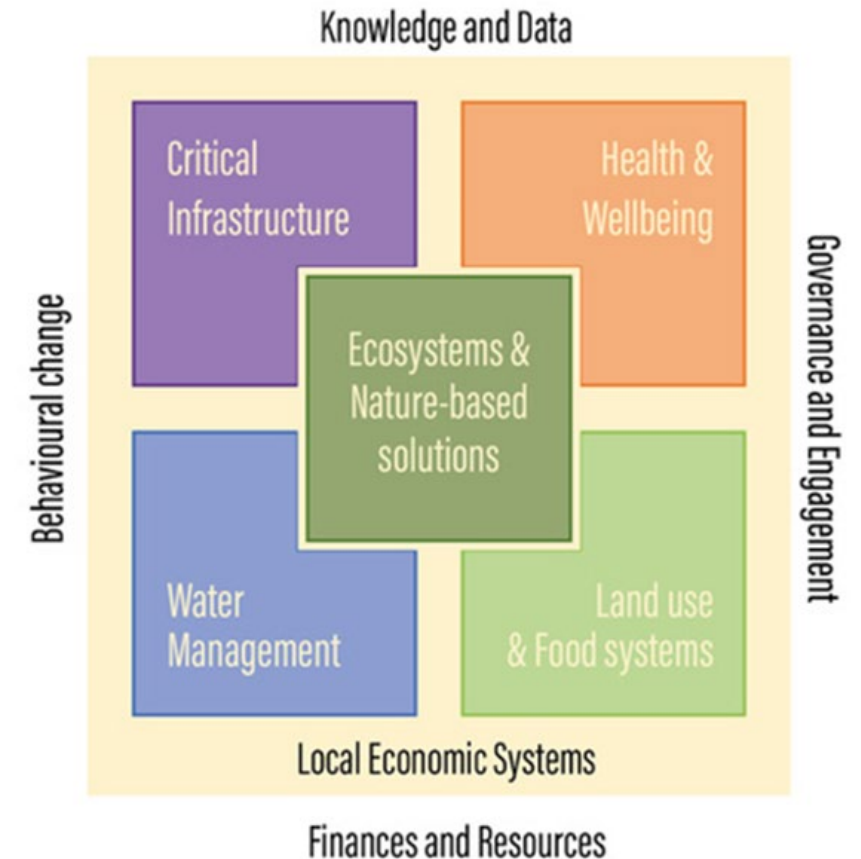 Knowledge and Data
Critical
Infrastructure
Health &
Wellbeing
Ecosystems &
Nature-based
solutions
Behavioural change
Governance and Engagement
Water
Management
Land use
& Food systems
Local Economic Systems
Finances and Resources